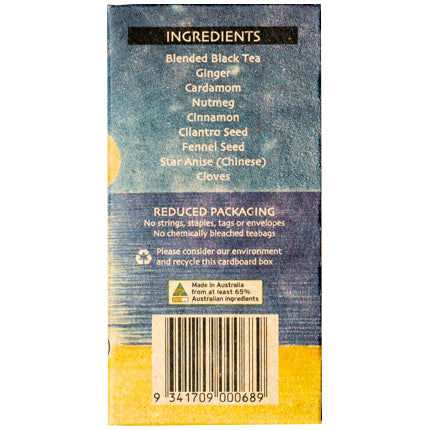 INGREDIENTS
Blended Black Tea
Ginger
Cardamom
Nutmeg
Cinnamon
Cilantro Seed
Fennel Seed
Star Anise (Chinese)
Cloves
REDUCED PACKAGING
No strings, staples, tags or envelopes
No chemically bleached teabags
Please consider our environment
and recycle this cardboard box
Made in Australia
from at least 65%
Australian ingredients
9 341709 000689